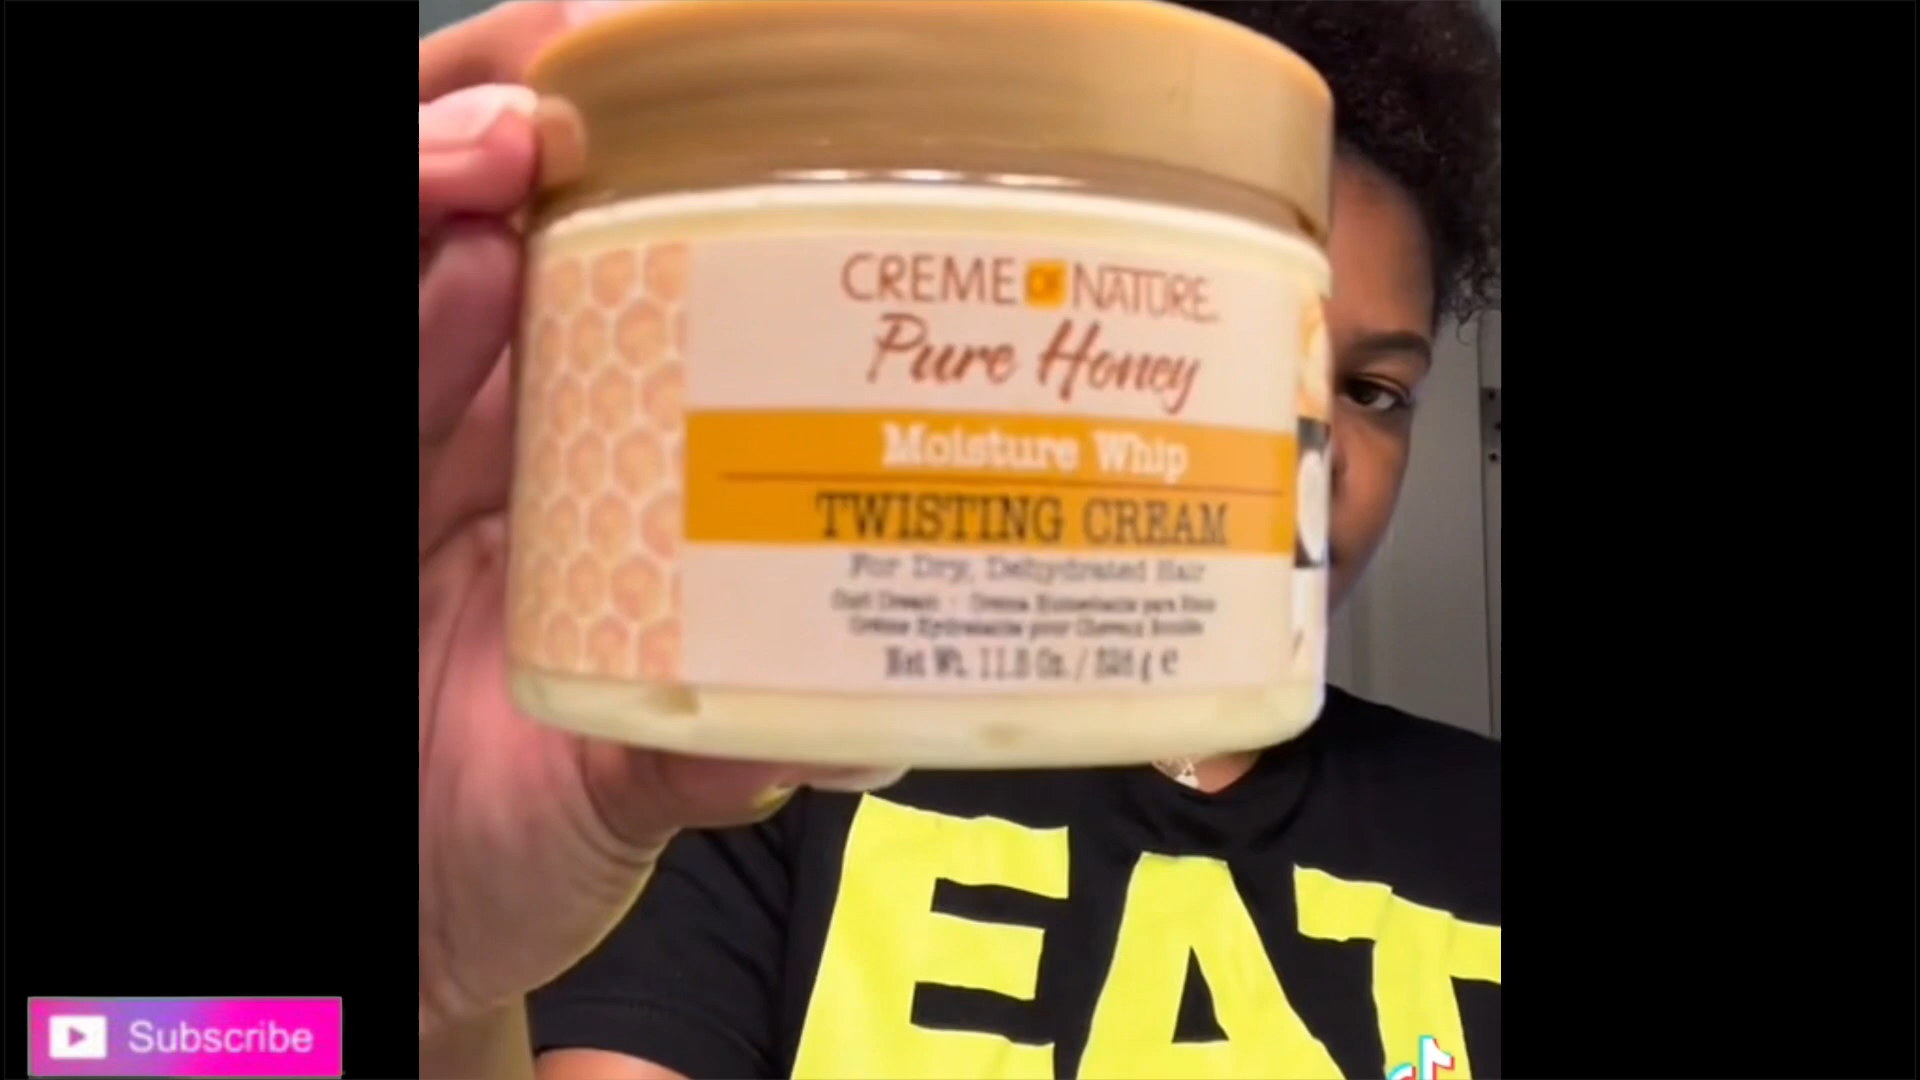 CREME OF NATURE
Pure Honey
Moisture Whip
TWISTING CREAM
For Dry, Dehydrated Hair
Net Wt. 11.5 Oz. / 326 g e
EAT
Subscribe